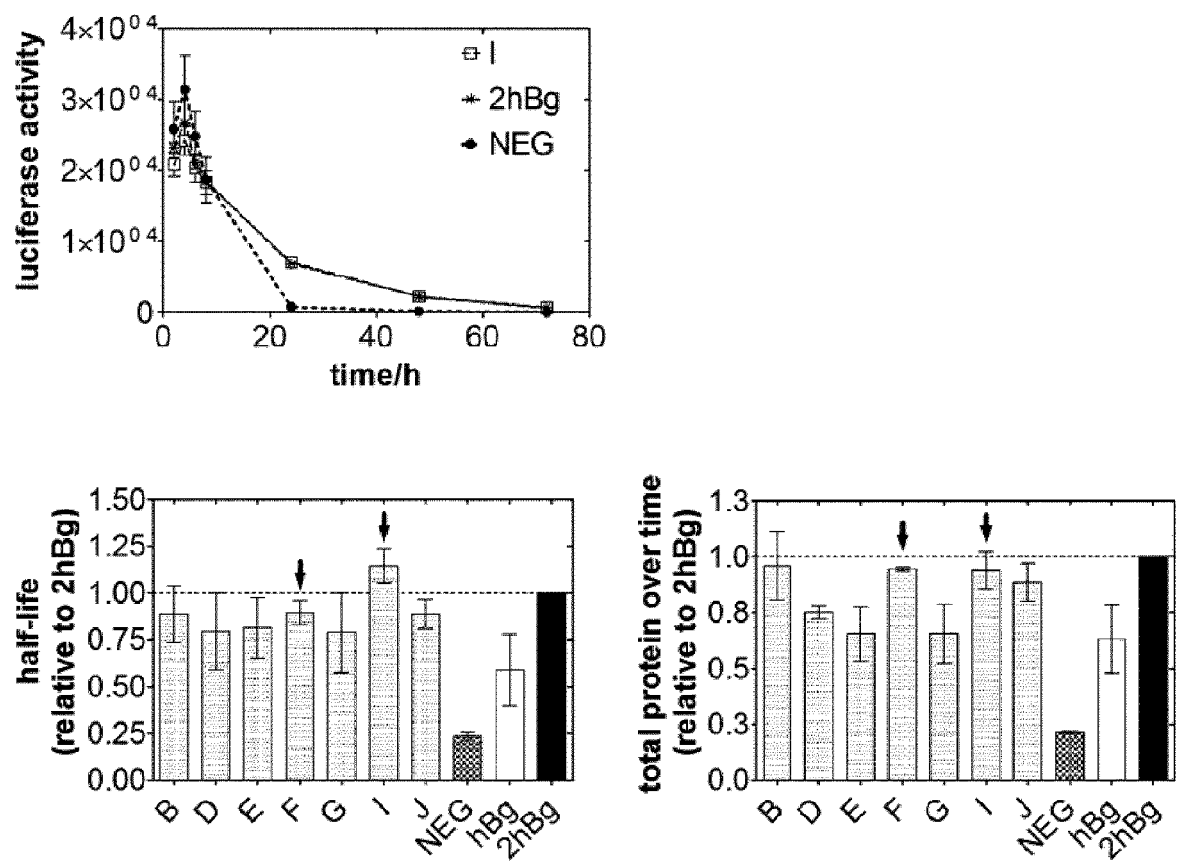 luciferase activity
4×10⁰⁴
3×10⁰⁴
2×10⁰⁴
1×10⁰⁴
0
I
2hBg
NEG
0 20 40 60 80
time/h
half-life
(relative to 2hBg)
1.50
1.25
1.00
0.75
0.50
0.25
0.00
B D E F G I J NEG hBg 2hBg
total protein over time
(relative to 2hBg)
1.3
1.0
0.8
0.5
0.3
0.0
B D E F G I J NEG hBg 2hBg